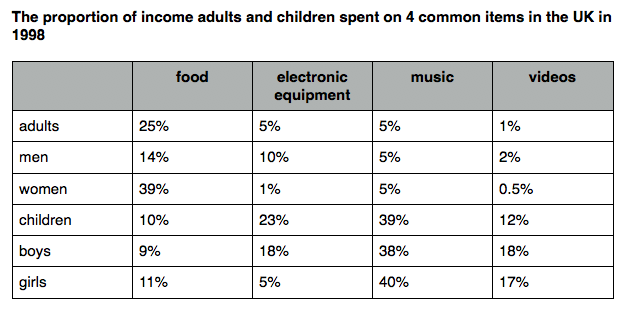 The proportion of income adults and children spent on 4 common items in the UK in
1998
food electronic equipment music videos
adults 25% 5% 5% 1%
men 14% 10% 5% 2%
women 39% 1% 5% 0.5%
children 10% 23% 39% 12%
boys 9% 18% 38% 18%
girls 11% 5% 40% 17%